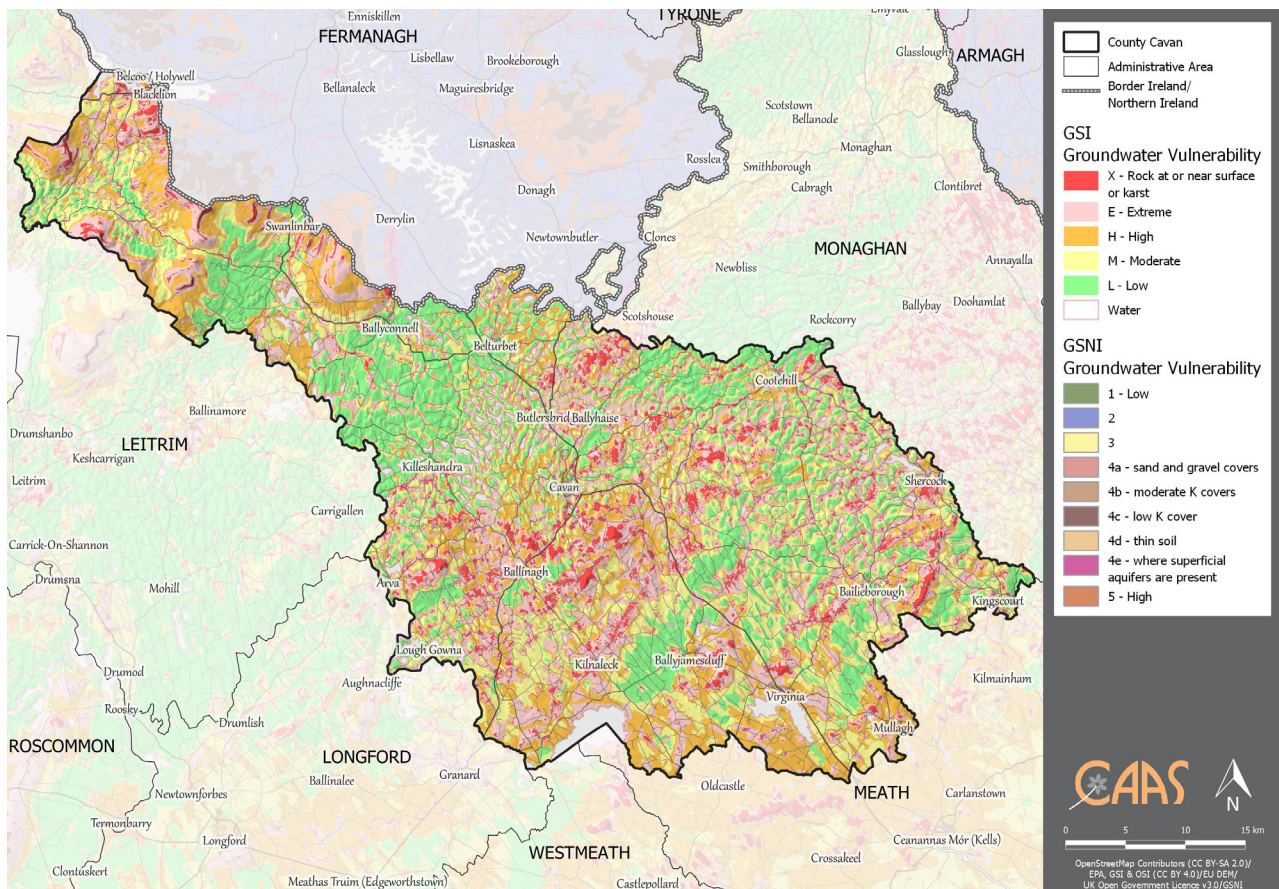 TYRONE
Emyvale
Enniskillen
FERMANAGH
Glasslough
ARMAGH
Lisbellaw
Brookeborough
Belcoo / Holywell
Bellanaleck
Maguiresbridge
Blacklion
Scotstown
Bellanode
Lisnaskea
Monaghan
Rosslea
Smithborough
Cabragh
Clontibret
Donagh
Derrylin
Swanlinbar
Newtownbutler
Clones
MONAGHAN
Annayalla
Newbliss
Ballybay
Doohamlat
Scotshouse
Rockcorry
Ballyconnell
Belturbet
Cootehill
Ballinamore
Butlersbrid
Ballyhaise
Drumshanbo
LEITRIM
Keshcarrigan
Killeshandra
Leitrim
Shercock
Cavan
Carrigallen
Carrick-On-Shannon
Ballinagh
Drumsna
Arva
Mohill
Bailieborough
Kingscourt
Lough Gowna
Kilnaleck
Ballyjamesduff
Drumod
Aughnacliffe
Kilmainham
Virginia
Roosky
Drumlish
Mullagh
ROSCOMMON
LONGFORD
Granard
Ballinalee
Oldcastle
MEATH
Newtownforbes
Carlanstown
Termonbarry
Longford
Ceanannas Mór (Kells)
WESTMEATH
Crossakeel
Clontúskert
Meathas Truim (Edgeworthstown)
Castlepollard
County Cavan
Administrative Area
Border Ireland/
Northern Ireland
GSI
Groundwater Vulnerability
X - Rock at or near surface
or karst
E - Extreme
H - High
M - Moderate
L - Low
Water
GSNI
Groundwater Vulnerability
1 - Low
2
3
4a - sand and gravel covers
4b - moderate K covers
4c - low K cover
4d - thin soil
4e - where superficial
aquifers are present
5 - High
CAAS
N
0 5 10 15 km
OpenStreetMap Contributors (CC BY-SA 2.0)/
EPA, GSI & OSI (CC BY 4.0)/EU DEM/
UK Open Government Licence v3.0/GSNI